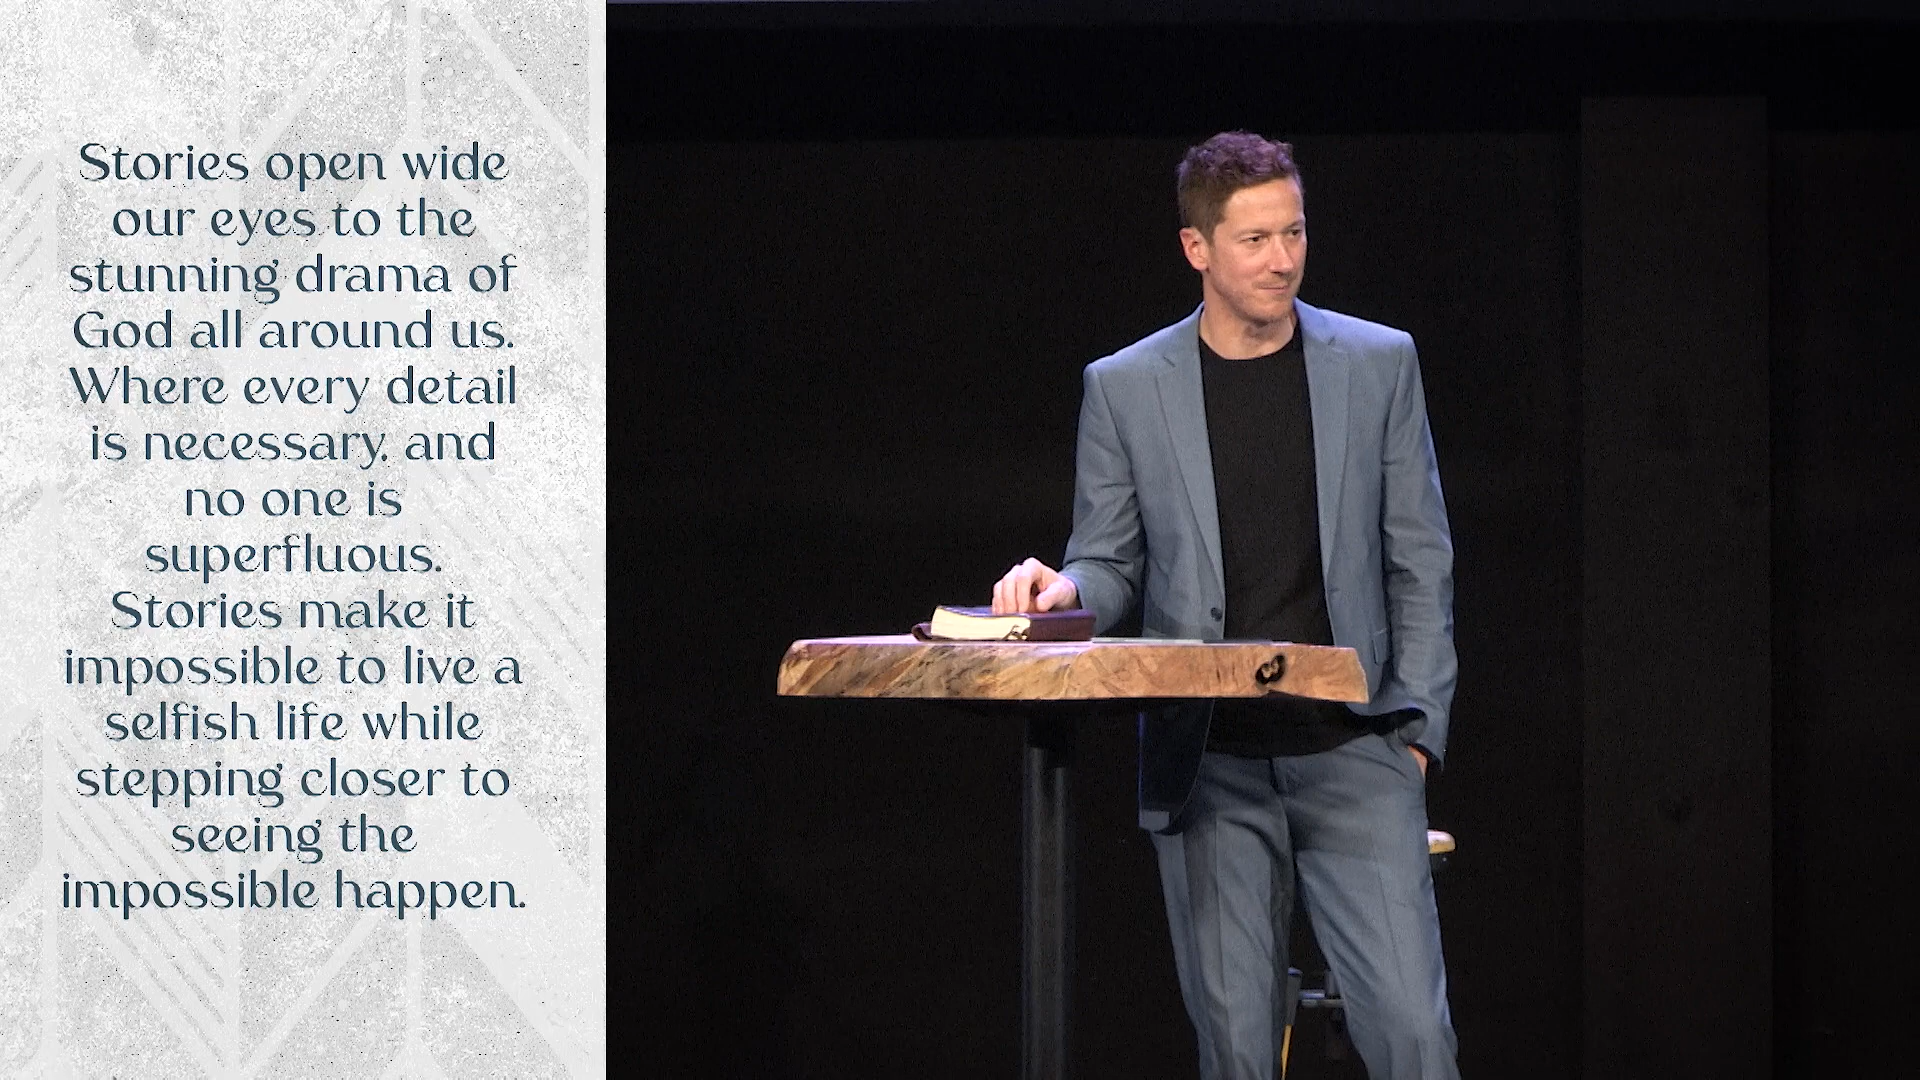 Stories open wide
our eyes to the
stunning drama of
God all around us.
Where every detail
is necessary, and
no one is
superfluous.
Stories make it
impossible to live a
selfish life while
stepping closer to
seeing the
impossible happen.